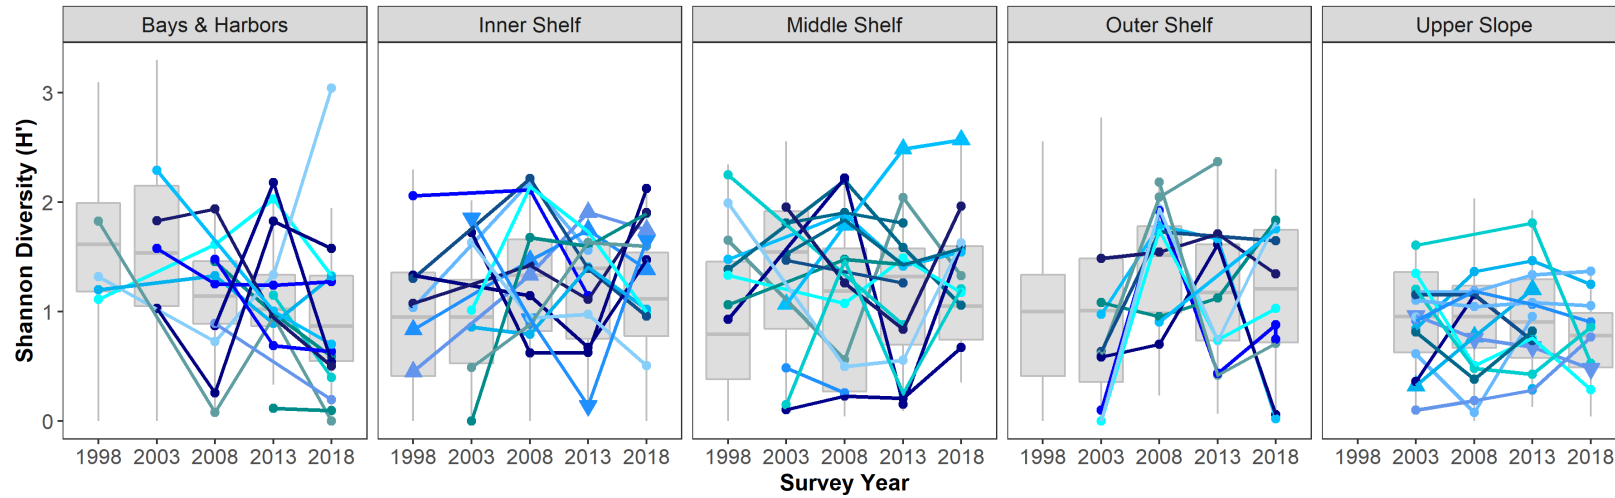 Bays & Harbors Inner Shelf Middle Shelf Outer Shelf Upper Slope
Shannon Diversity (H')
3
2
1
0
1998 2003 2008 2013 2018 1998 2003 2008 2013 2018 1998 2003 2008 2013 2018 1998 2003 2008 2013 2018 1998 2003 2008 2013 2018
Survey Year